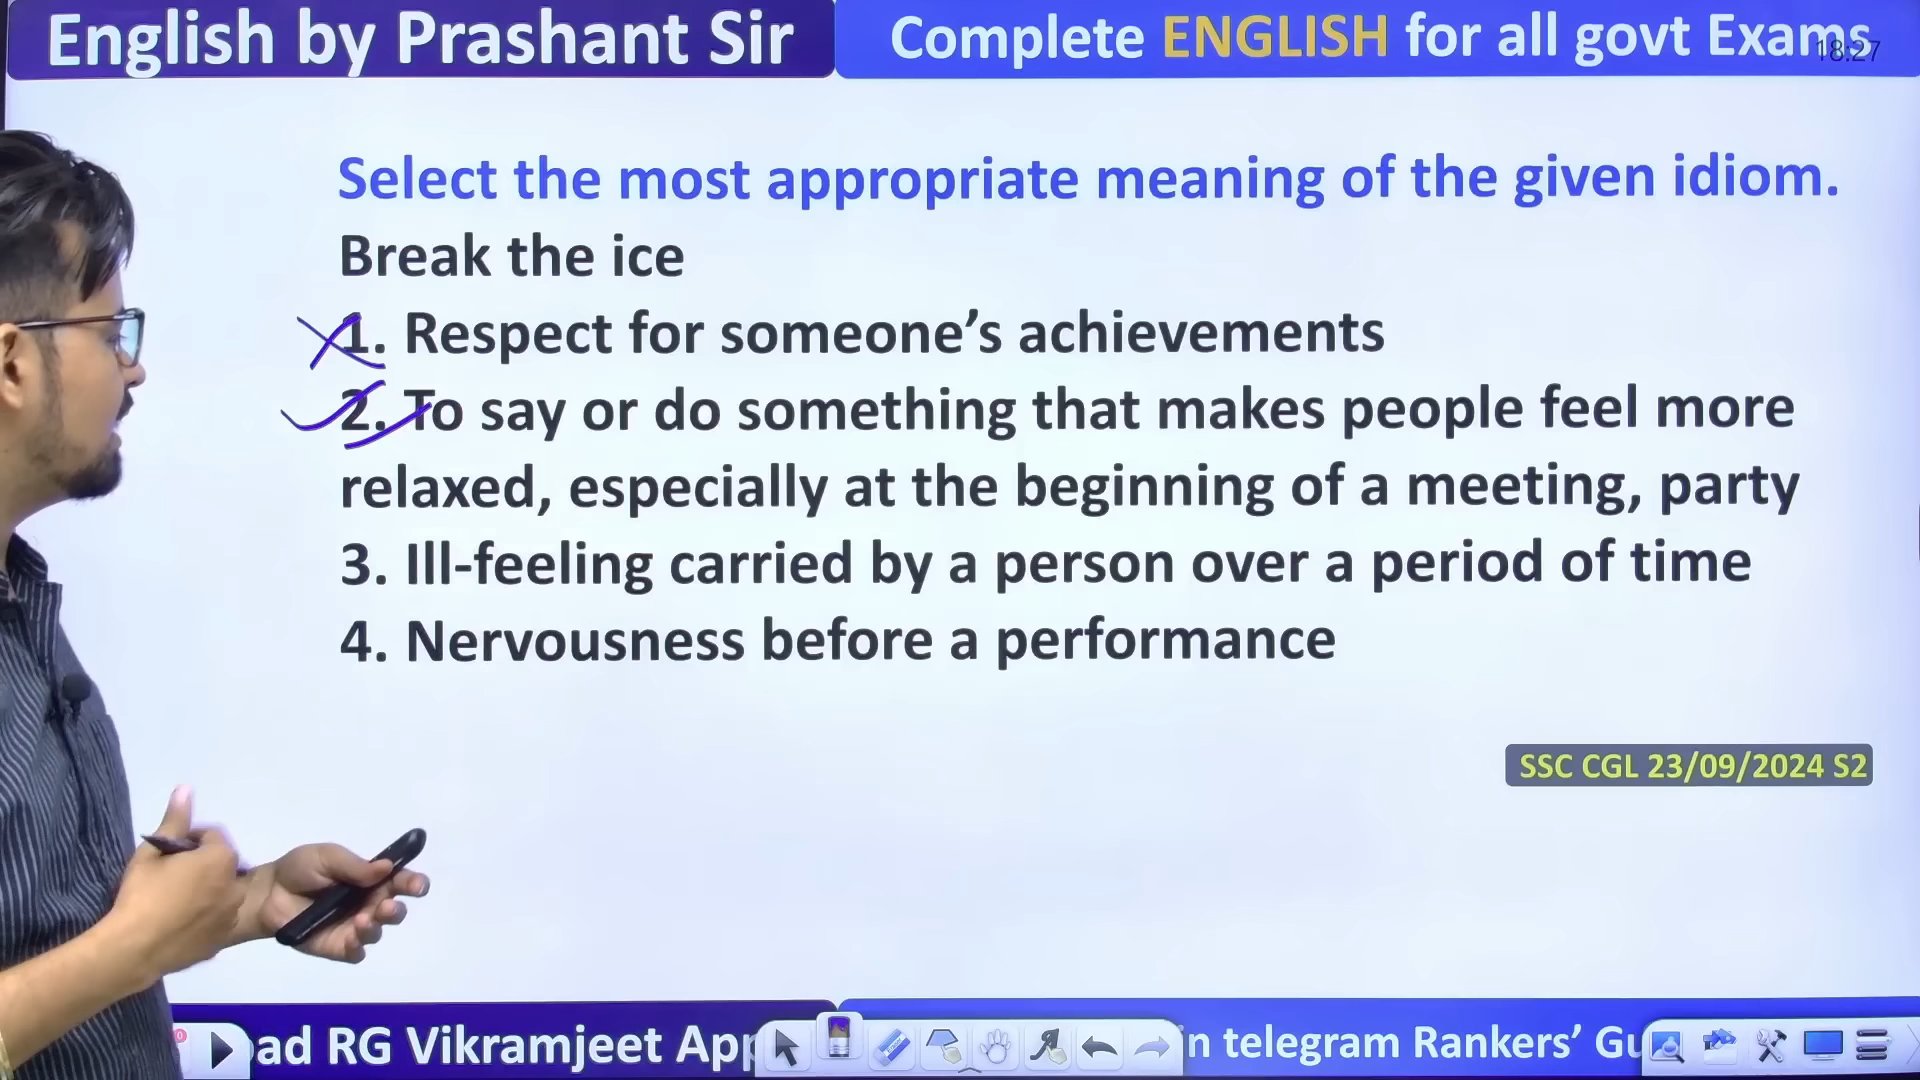 English by Prashant Sir
Complete ENGLISH for all govt Exams
18:27
Select the most appropriate meaning of the given idiom.
Break the ice
1. Respect for someone’s achievements
2. To say or do something that makes people feel more
relaxed, especially at the beginning of a meeting, party
3. Ill-feeling carried by a person over a period of time
4. Nervousness before a performance
SSC CGL 23/09/2024 S2
RG Vikramjeet App
telegram Rankers’